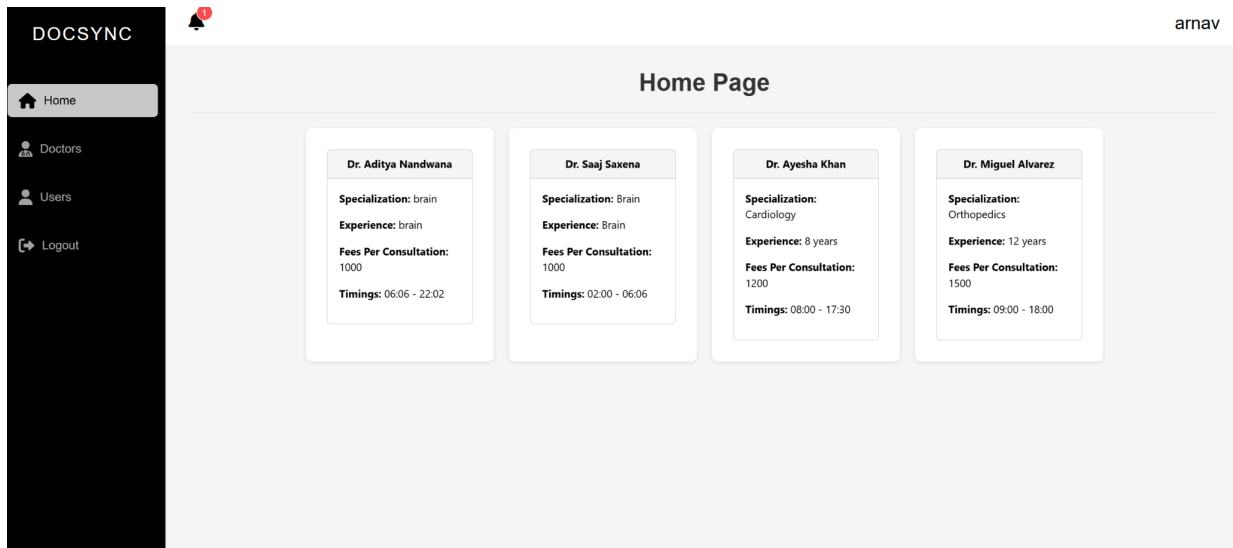 DOCSYNC
1
arnav
Home
Doctors
Users
Logout
Home Page
Dr. Aditya Nandwana
Specialization: brain
Experience: brain
Fees Per Consultation:
1000
Timings: 06:06 - 22:02
Dr. Saaj Saxena
Specialization: Brain
Experience: Brain
Fees Per Consultation:
1000
Timings: 02:00 - 06:06
Dr. Ayesha Khan
Specialization:
Cardiology
Experience: 8 years
Fees Per Consultation:
1200
Timings: 08:00 - 17:30
Dr. Miguel Alvarez
Specialization:
Orthopedics
Experience: 12 years
Fees Per Consultation:
1500
Timings: 09:00 - 18:00